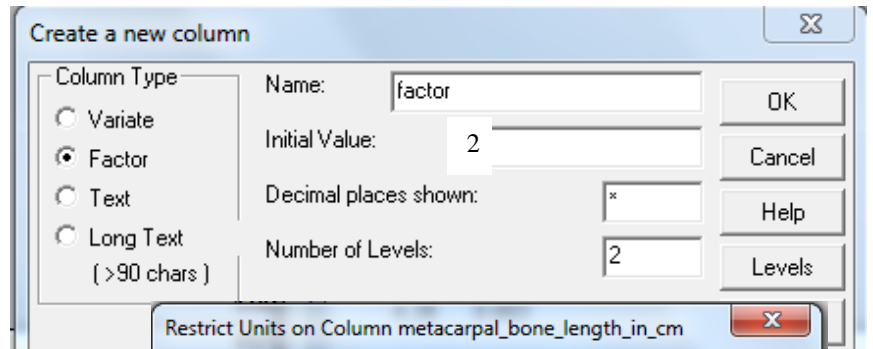 Create a new column
Column Type
Variate
Factor
Text
Long Text
( >90 chars )
Name: factor
Initial Value: 2
Decimal places shown: *
Number of Levels: 2
OK
Cancel
Help
Levels
Restrict Units on Column metacarpal_bone_length_in_cm